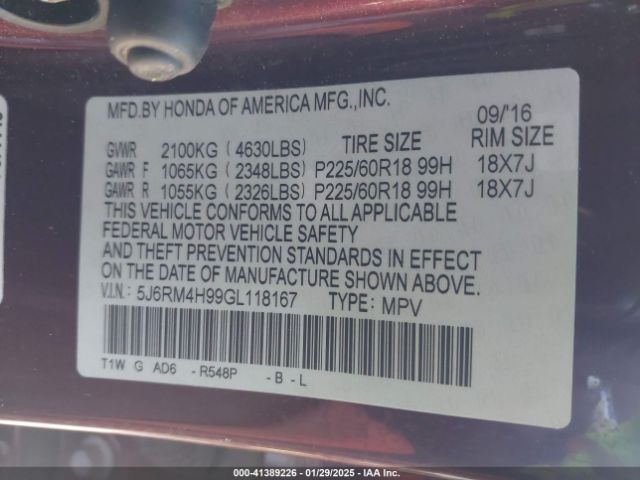 MFD.BY HONDA OF AMERICA MFG.,INC.
09/'16
GVWR 2100KG ( 4630LBS) TIRE SIZE RIM SIZE
GAWR F 1065KG ( 2348LBS) P225/60R18 99H 18X7J
GAWR R 1055KG ( 2326LBS) P225/60R18 99H 18X7J
THIS VEHICLE CONFORMS TO ALL APPLICABLE
FEDERAL MOTOR VEHICLE SAFETY
AND THEFT PREVENTION STANDARDS IN EFFECT
ON THE DATE OF MANUFACTURE SHOWN ABOVE.
V.I.N.: 5J6RM4H99GL118167 TYPE: MPV
T1W G AD6 - R548P - B - L
000-41389226 - 01/29/2025 - IAA Inc.